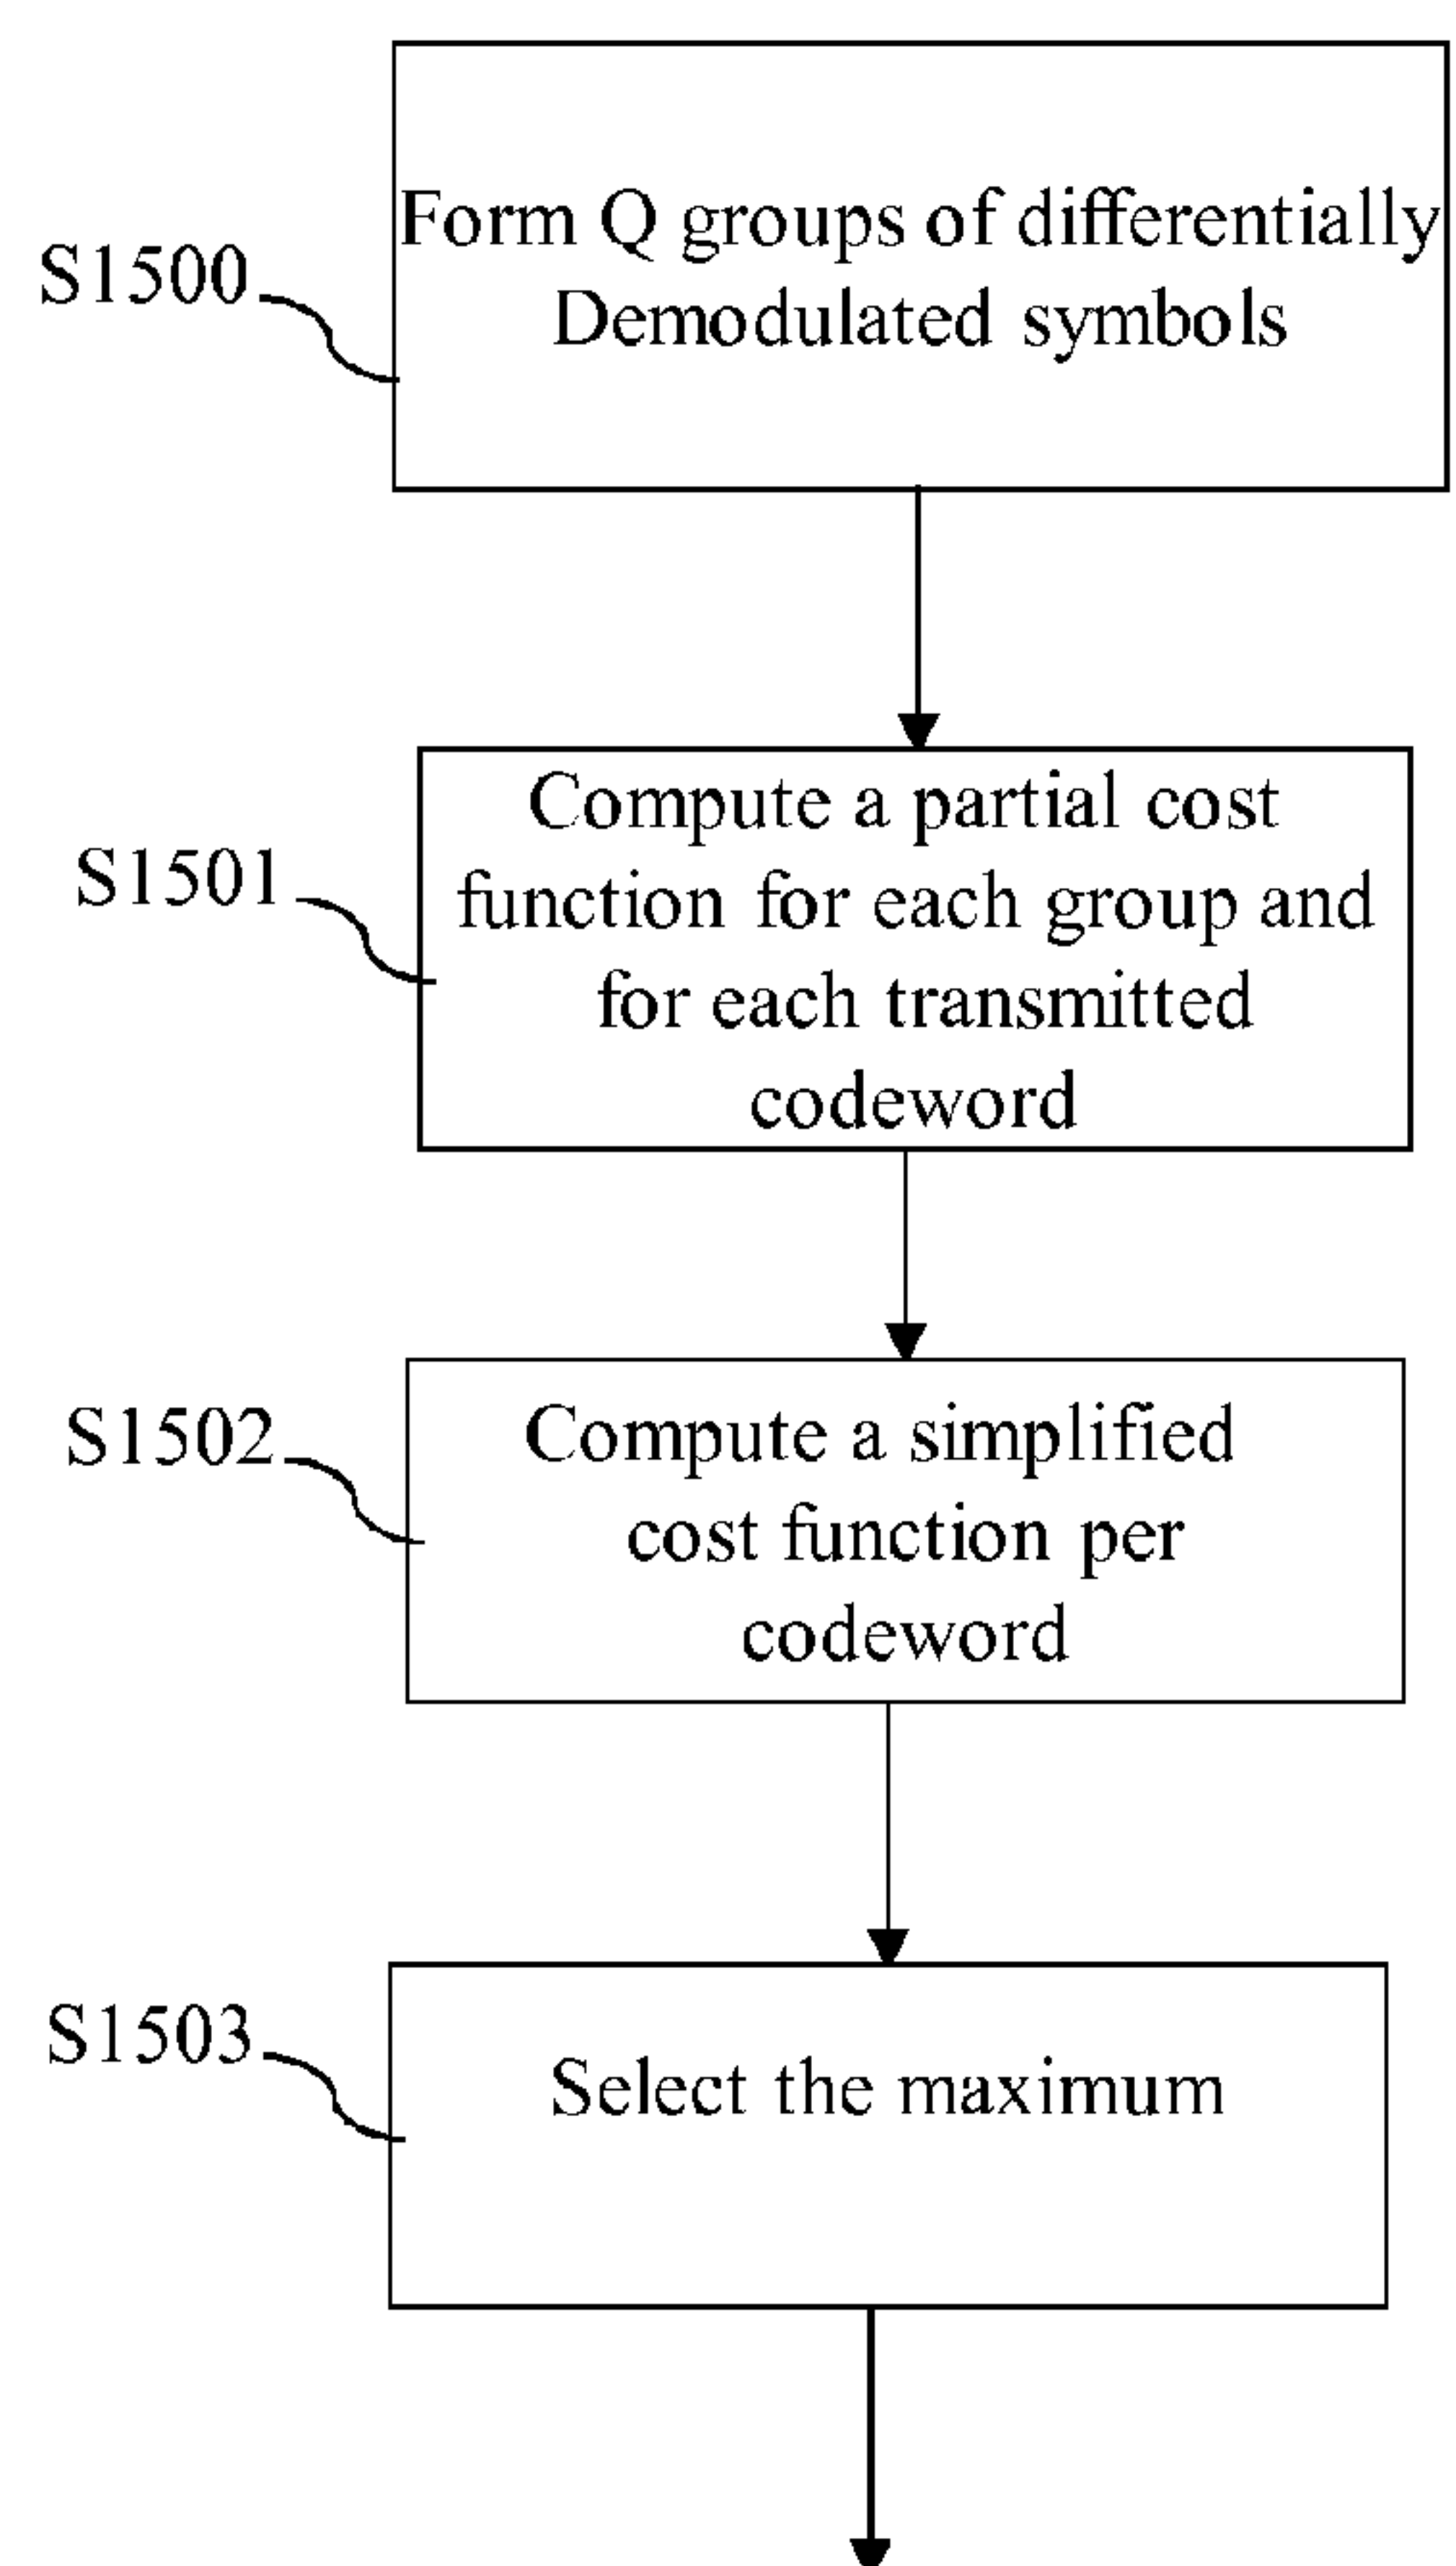 Form Q groups of differentially
Demodulated symbols
S1500
Compute a partial cost
function for each group and
for each transmitted
codeword
S1501
Compute a simplified
cost function per
codeword
S1502
Select the maximum
S1503